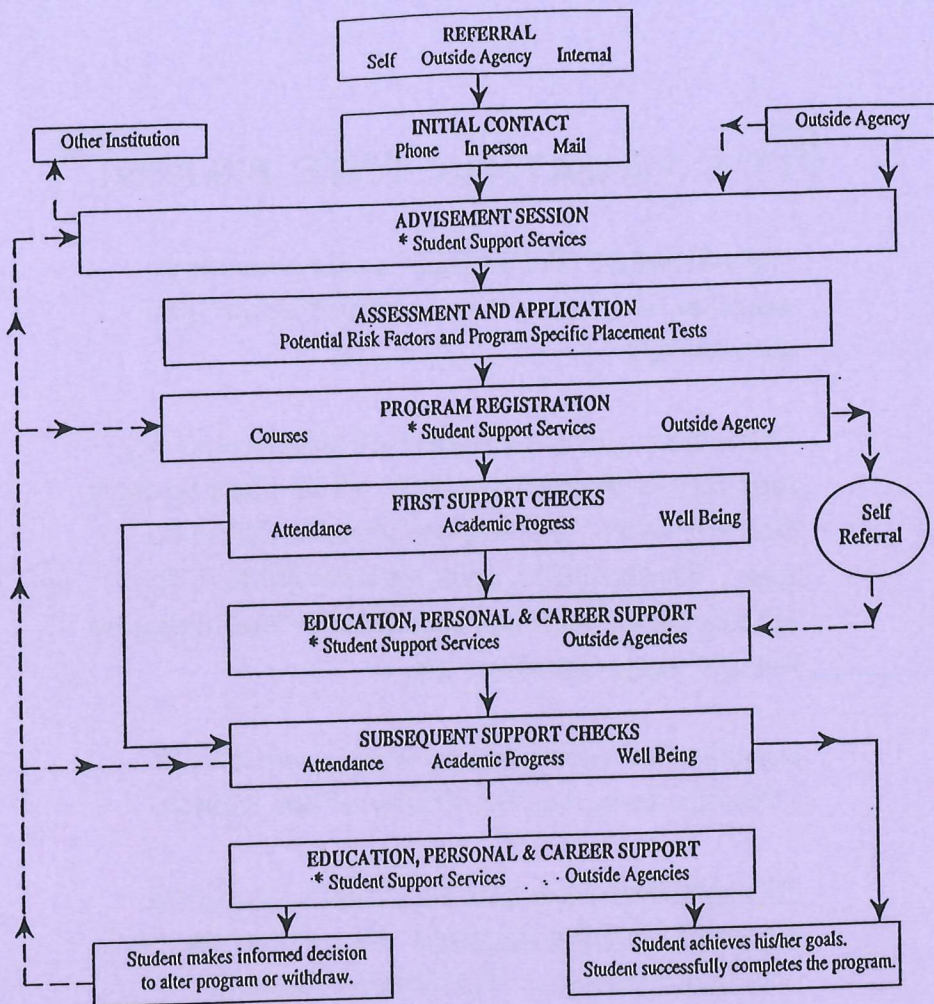 REFERRAL
Self Outside Agency Internal
INITIAL CONTACT
Phone In person Mail
Other Institution
Outside Agency
ADVISEMENT SESSION
* Student Support Services
ASSESSMENT AND APPLICATION
Potential Risk Factors and Program Specific Placement Tests
PROGRAM REGISTRATION
Courses * Student Support Services Outside Agency
FIRST SUPPORT CHECKS
Attendance Academic Progress Well Being
Self
Referral
EDUCATION, PERSONAL & CAREER SUPPORT
* Student Support Services Outside Agencies
SUBSEQUENT SUPPORT CHECKS
Attendance Academic Progress Well Being
EDUCATION, PERSONAL & CAREER SUPPORT
* Student Support Services Outside Agencies
Student makes informed decision
to alter program or withdraw.
Student achieves his/her goals.
Student successfully completes the program.